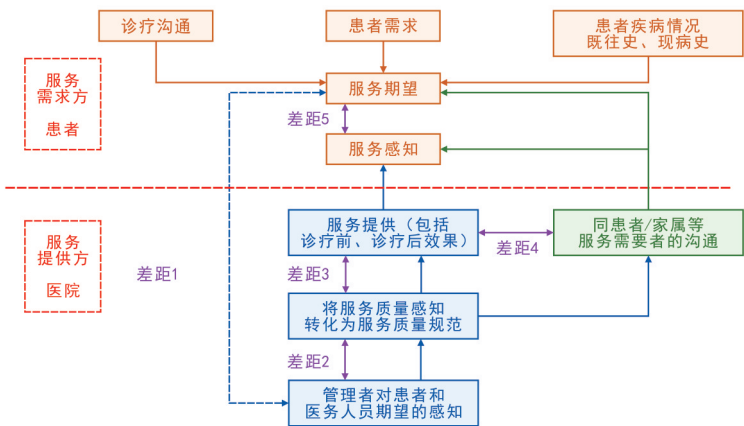 诊疗沟通
患者需求
患者疾病情况
既往史、现病史
服务
需求方
患者
服务期望
差距5
服务感知
服务
提供方
医院
差距1
服务提供（包括
诊疗前、诊疗后效果）
差距4
同患者/家属等
服务需要者的沟通
差距3
将服务质量感知
转化为服务质量规范
差距2
管理者对患者和
医务人员期望的感知